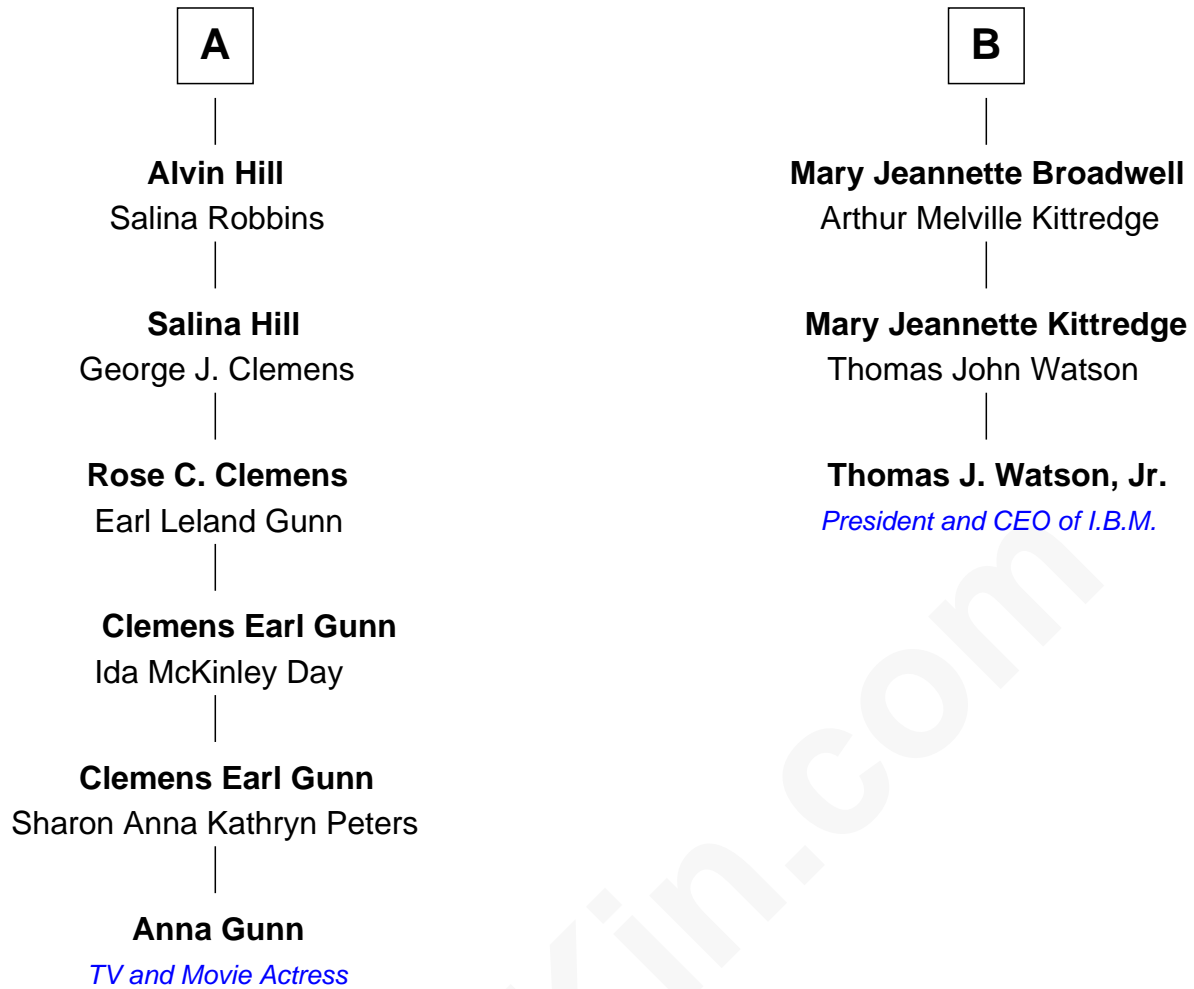 A
Alvin Hill
Salina Robbins
Salina Hill
George J. Clemens
Rose C. Clemens
Earl Leland Gunn
Clemens Earl Gunn
Ida McKinley Day
Clemens Earl Gunn
Sharon Anna Kathryn Peters
Anna Gunn
TV and Movie Actress
B
Mary Jeannette Broadwell
Arthur Melville Kittredge
Mary Jeannette Kittredge
Thomas John Watson
Thomas J. Watson, Jr.
President and CEO of I.B.M.